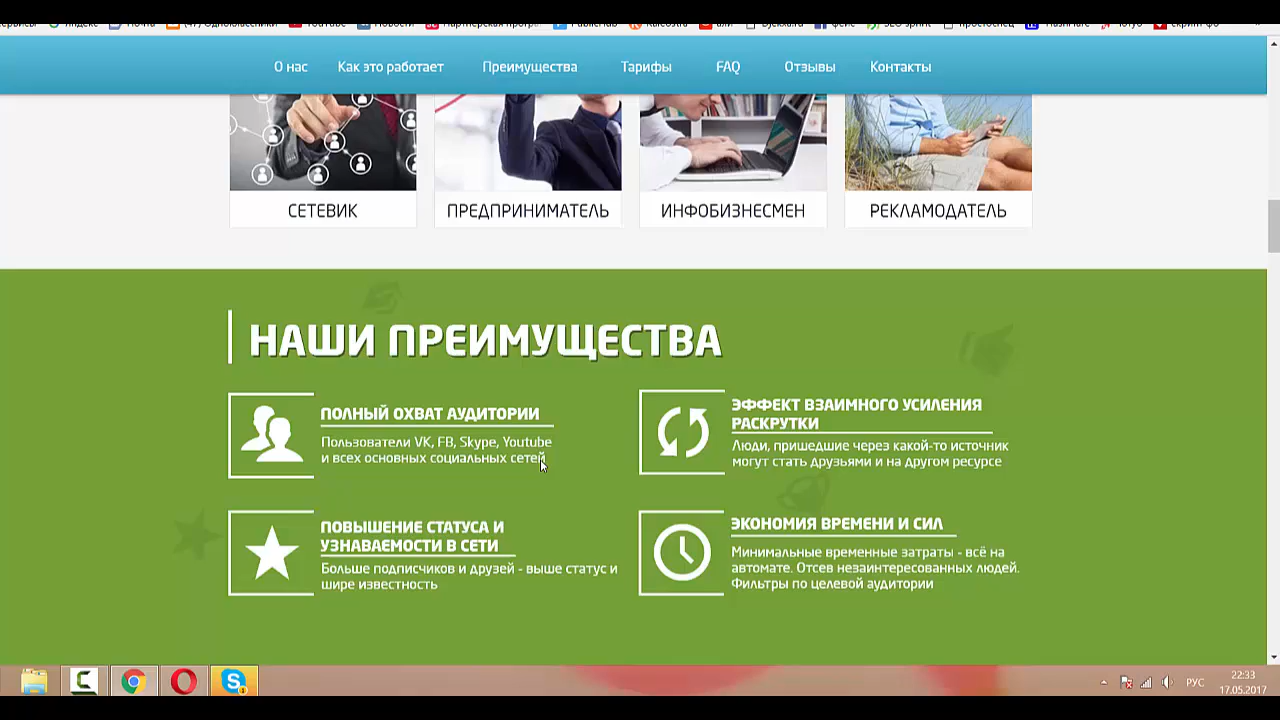 О нас Как это работает Преимущества Тарифы FAQ Отзывы Контакты
СЕТЕВИК ПРЕДПРИНИМАТЕЛЬ ИНФОБИЗНЕСМЕН РЕКЛАМОДАТЕЛЬ
НАШИ ПРЕИМУЩЕСТВА
ПОЛНЫЙ ОХВАТ АУДИТОРИИ
Пользователи VK, FB, Skype, Youtube
и всех основных социальных сетей
ЭФФЕКТ ВЗАИМНОГО УСИЛЕНИЯ
РАСКРУТКИ
Люди, пришедшие через какой-то источник
могут стать друзьями и на другом ресурсе
ПОВЫШЕНИЕ СТАТУСА И
УЗНАВАЕМОСТИ В СЕТИ
Больше подписчиков и друзей - выше статус и
шире известность
ЭКОНОМИЯ ВРЕМЕНИ И СИЛ
Минимальные временные затраты - всё на
автомате. Отсев незаинтересованных людей.
Фильтры по целевой аудитории
РУС
22:33
17.05.2017